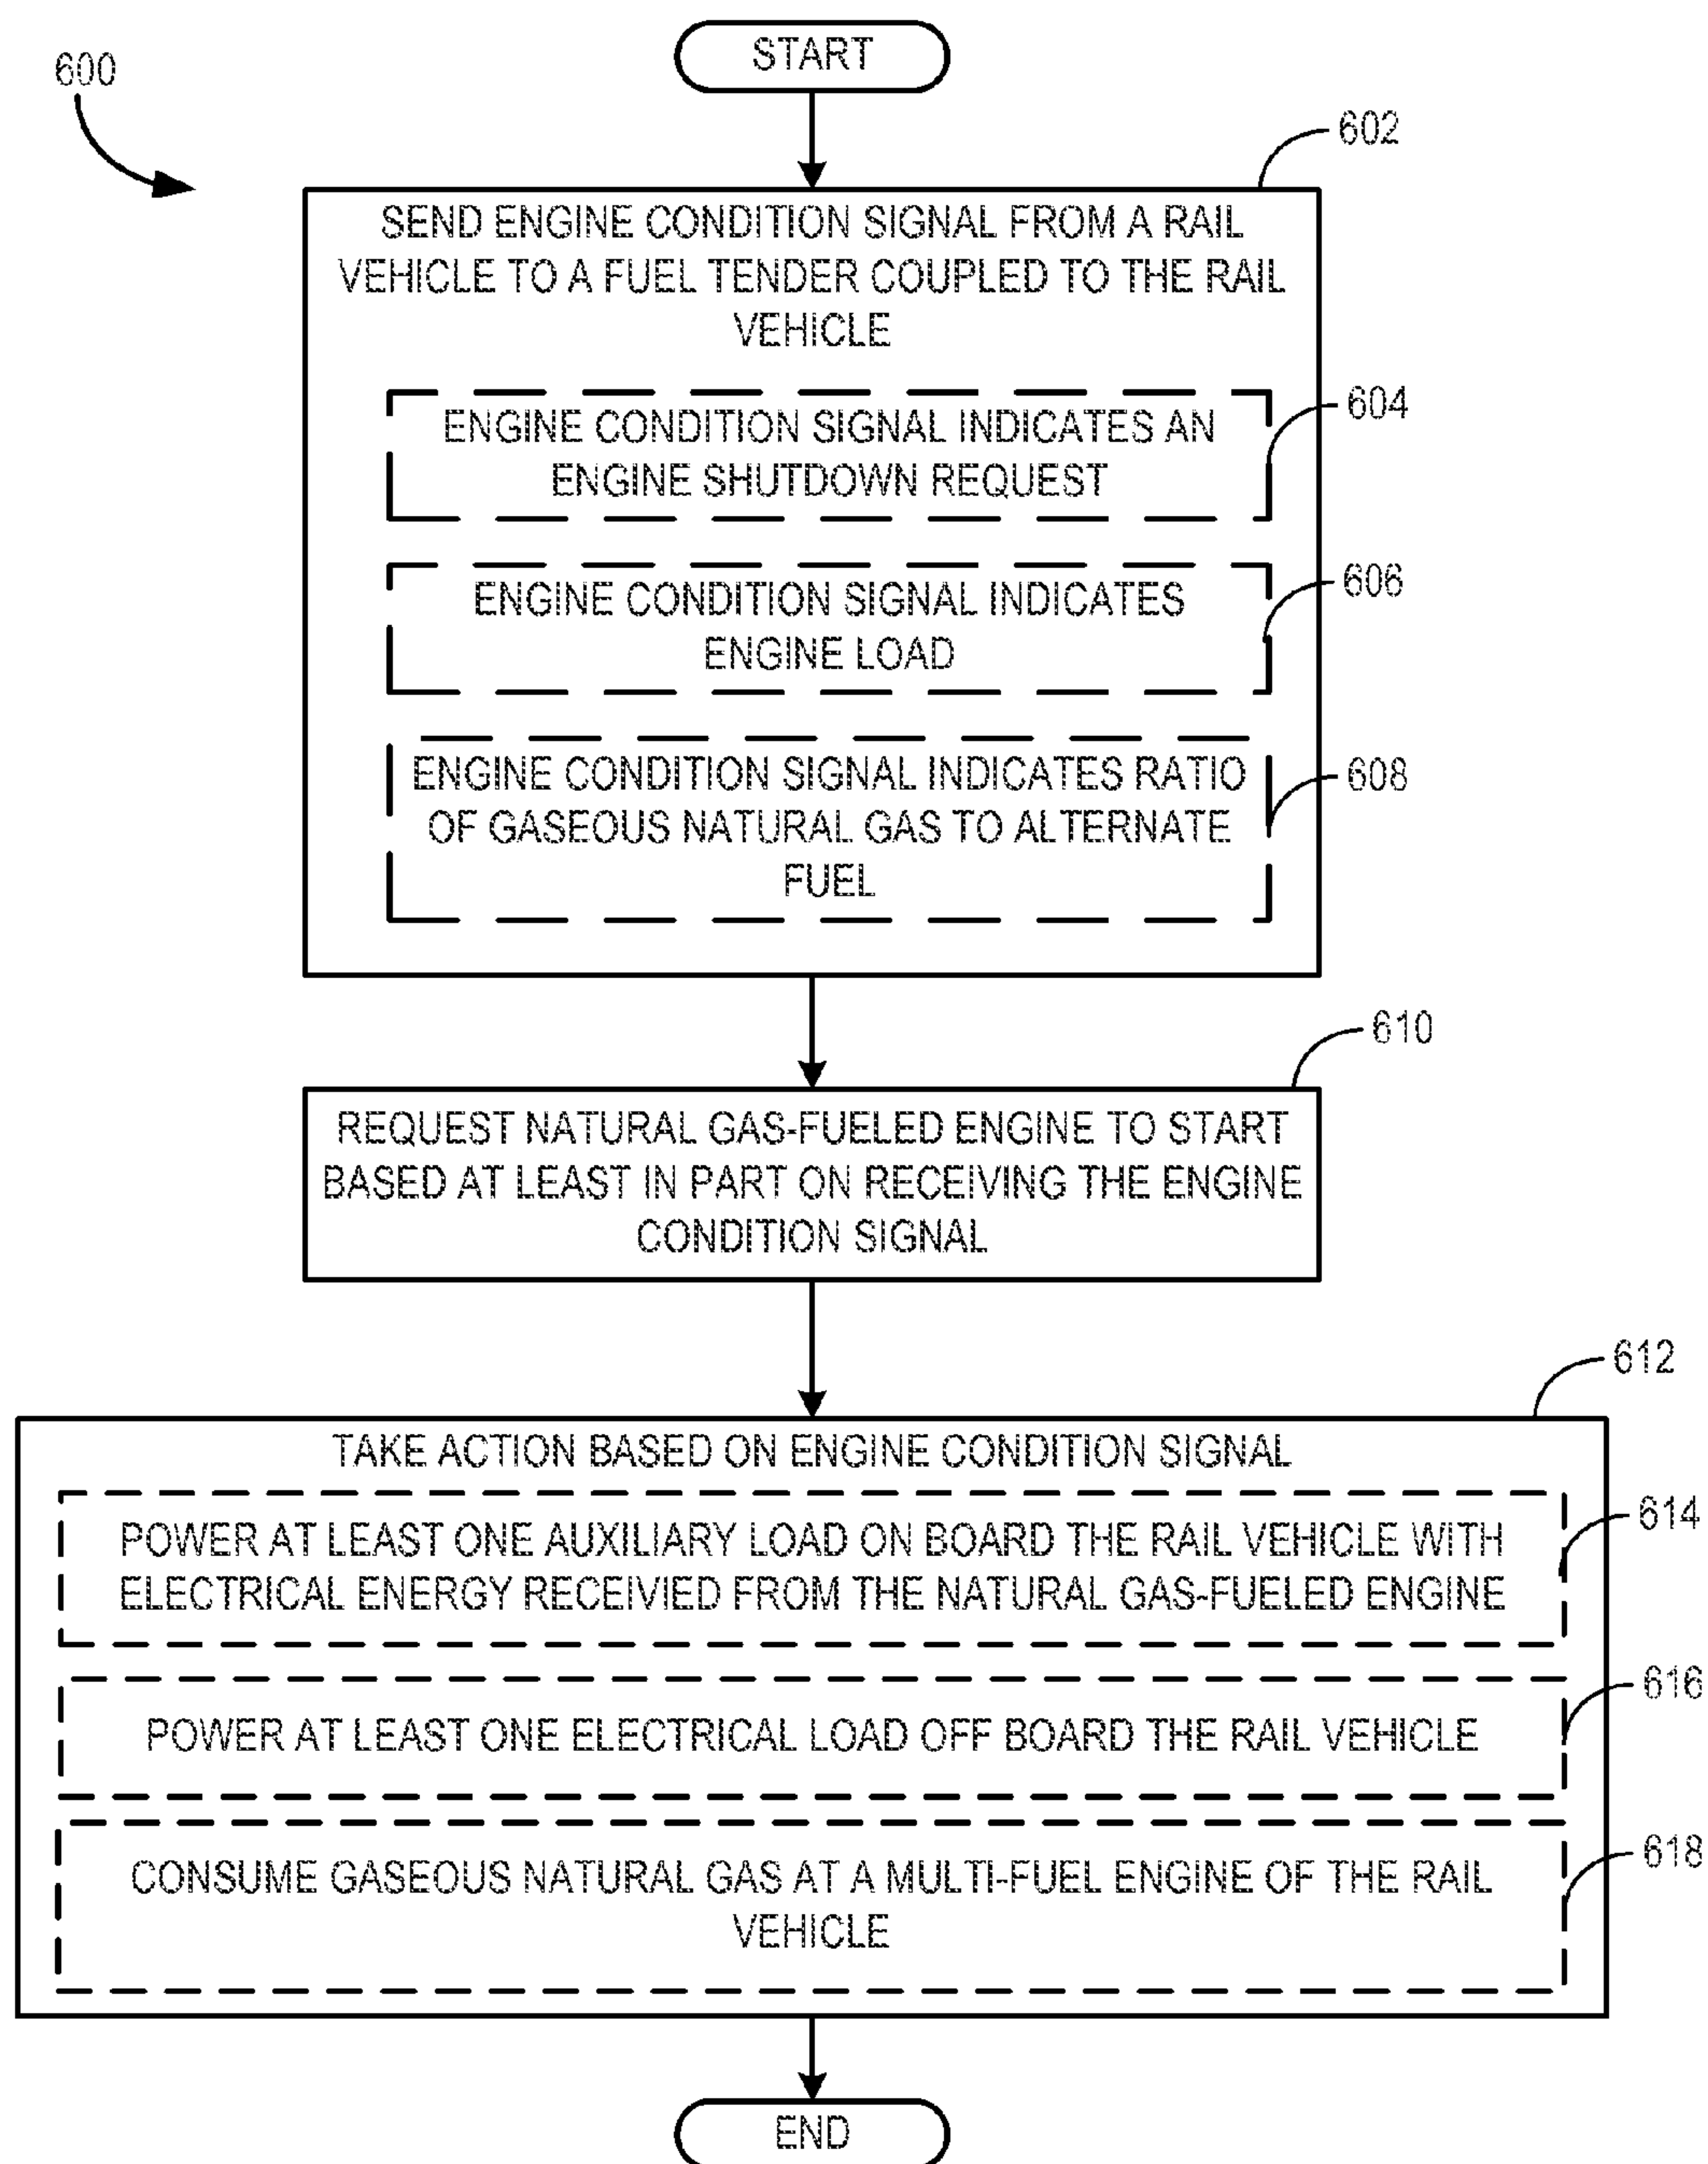 START
600
602
SEND ENGINE CONDITION SIGNAL FROM A RAIL
VEHICLE TO A FUEL TENDER COUPLED TO THE RAIL
VEHICLE
604
ENGINE CONDITION SIGNAL INDICATES AN
ENGINE SHUTDOWN REQUEST
606
ENGINE CONDITION SIGNAL INDICATES
ENGINE LOAD
608
ENGINE CONDITION SIGNAL INDICATES RATIO
OF GASEOUS NATURAL GAS TO ALTERNATE
FUEL
610
REQUEST NATURAL GAS-FUELED ENGINE TO START
BASED AT LEAST IN PART ON RECEIVING THE ENGINE
CONDITION SIGNAL
612
TAKE ACTION BASED ON ENGINE CONDITION SIGNAL
614
POWER AT LEAST ONE AUXILIARY LOAD ON BOARD THE RAIL VEHICLE WITH
ELECTRICAL ENERGY RECEIVIED FROM THE NATURAL GAS-FUELED ENGINE
616
POWER AT LEAST ONE ELECTRICAL LOAD OFF BOARD THE RAIL VEHICLE
618
CONSUME GASEOUS NATURAL GAS AT A MULTI-FUEL ENGINE OF THE RAIL
VEHICLE
END